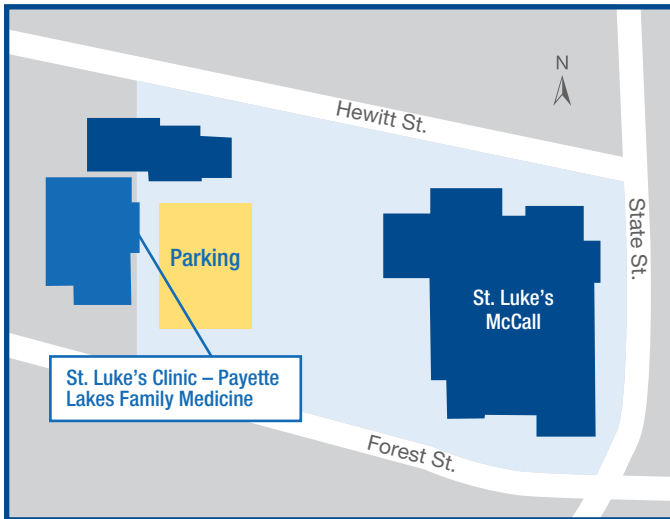 N
Hewitt St.
State St.
Parking
St. Luke's
McCall
St. Luke's Clinic – Payette
Lakes Family Medicine
Forest St.